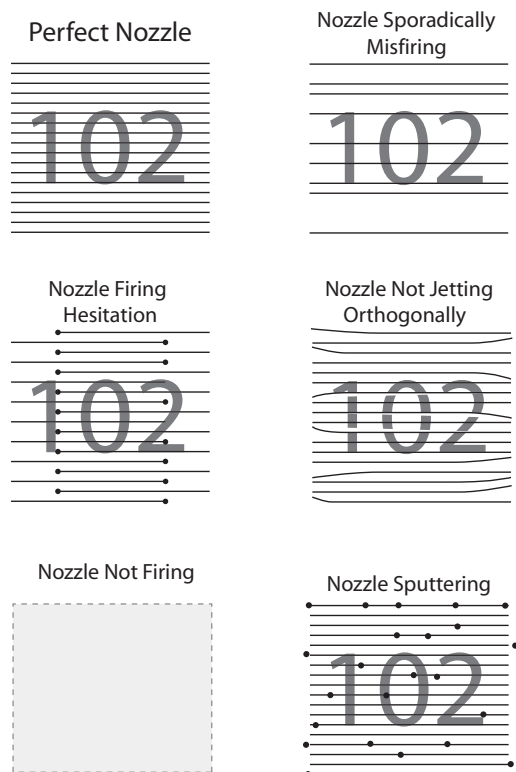 Perfect Nozzle
102
Nozzle Sporadically
Misfiring
102
Nozzle Firing
Hesitation
102
Nozzle Not Jetting
Orthogonally
102
Nozzle Not Firing
Nozzle Sputtering
102